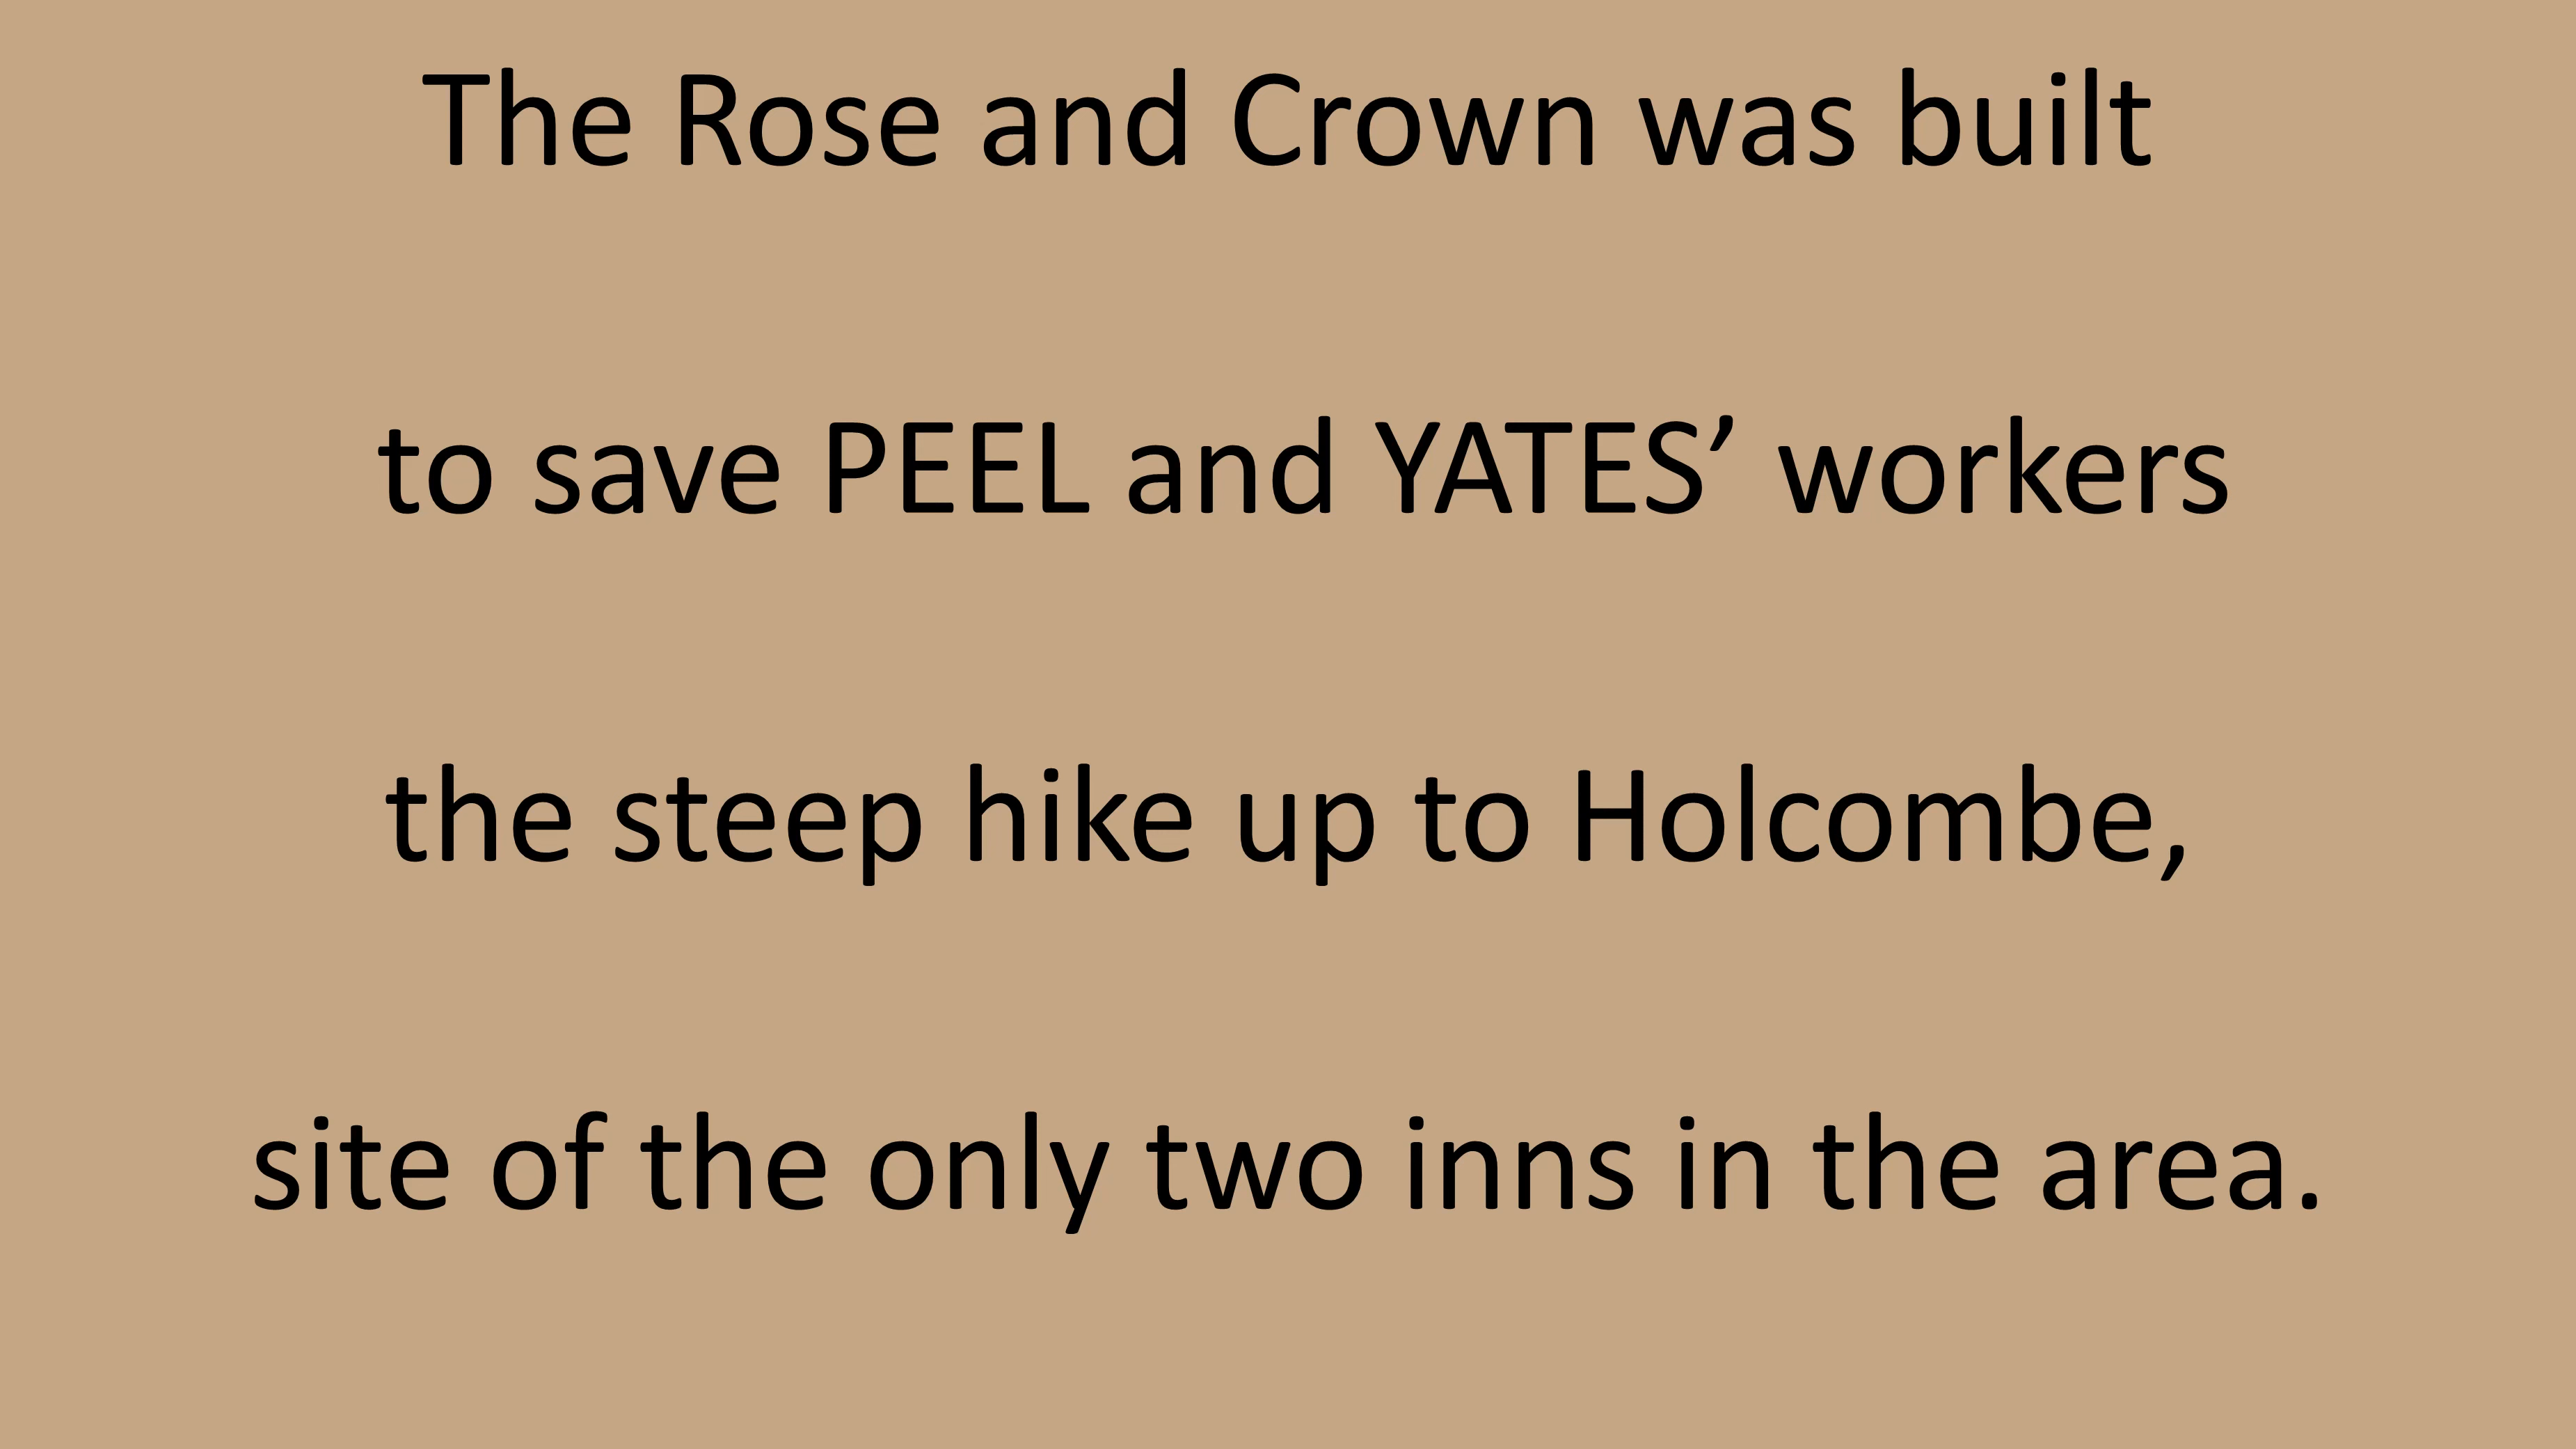 The Rose and Crown was built
to save PEEL and YATES’ workers
the steep hike up to Holcombe,
site of the only two inns in the area.